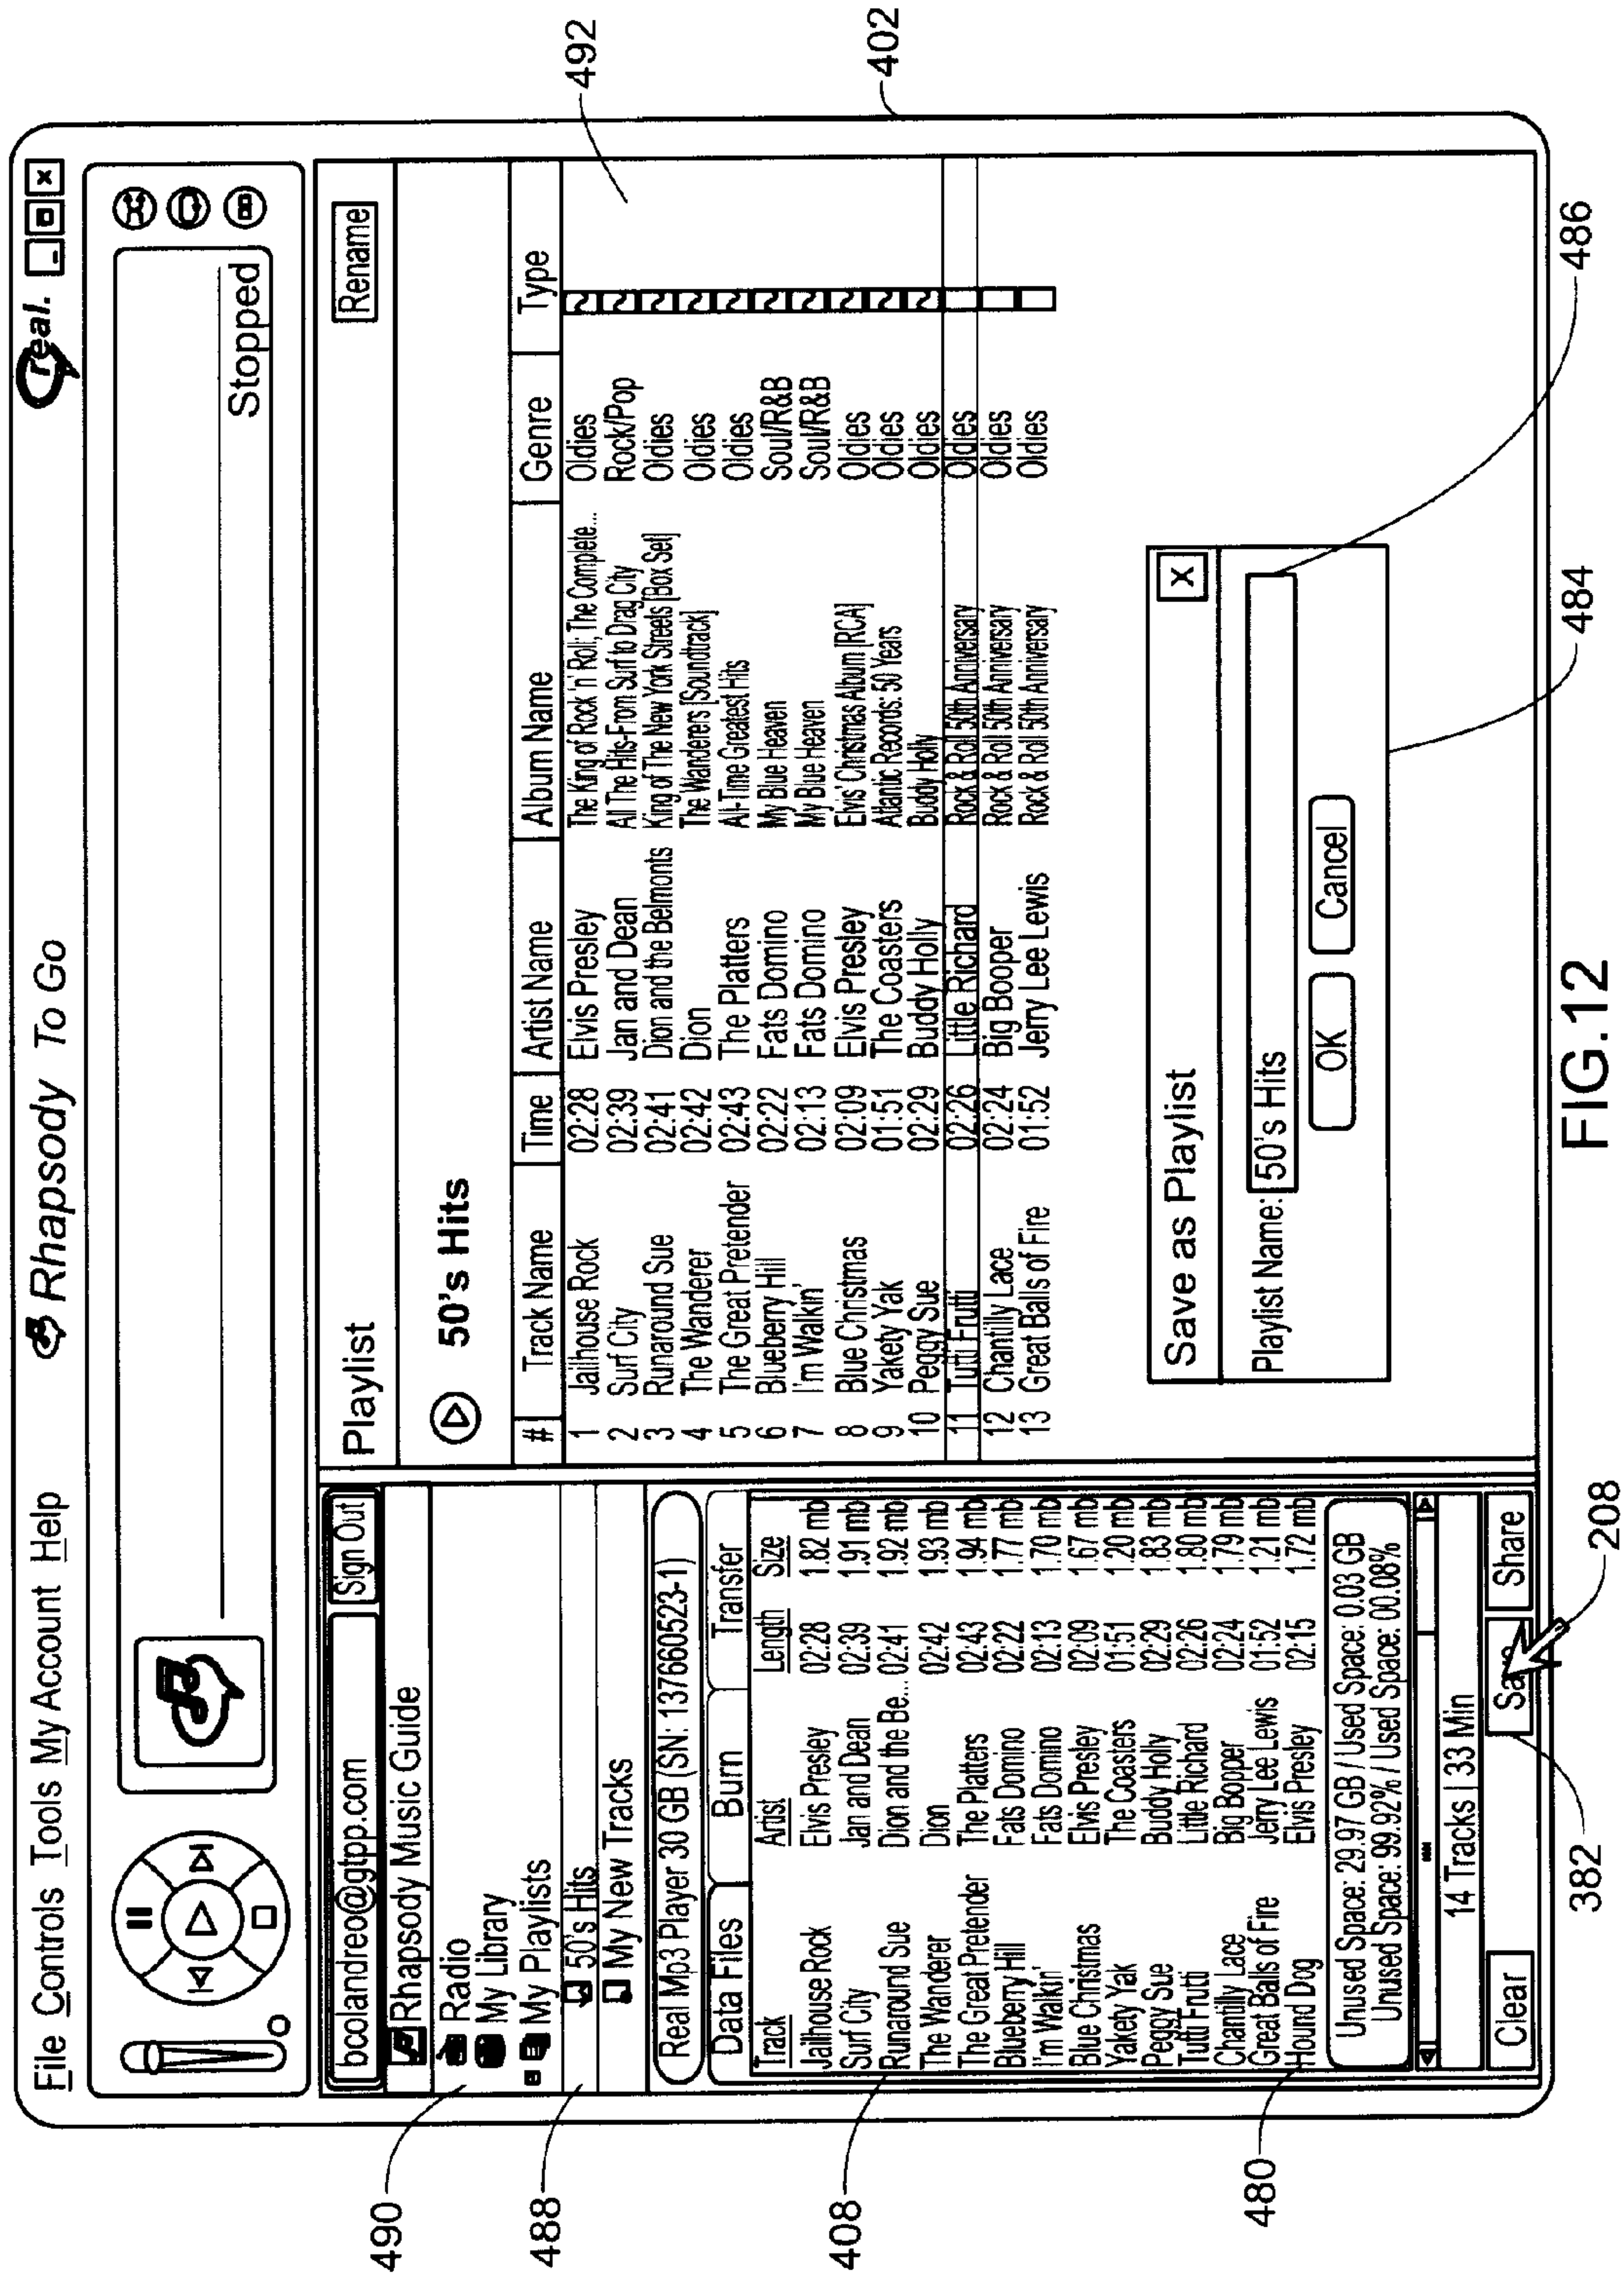 File Controls Tools My Account Help
Rhapsody To Go
real.
_ x
Stopped
bcolandreo@gtpp.com Sign Out
Rhapsody Music Guide
Radio
My Library
My Playlists
50's Hits
My New Tracks
Real Mp3 Player 30 GB (SN: 137660523-1)
Data Files Burn Transfer
Track Artist Length Size
Jailhouse Rock Elvis Presley 02:28 1.82 mb
Surf City Jan and Dean 02:39 1.91 mb
Runaround Sue Dion and the Be... 02:41 1.92 mb
The Wanderer Dion 02:42 1.93 mb
The Great Pretender The Platters 02:43 1.94 mb
Blueberry Hill Fats Domino 02:22 1.77 mb
I'm Walkin' Fats Domino 02:13 1.70 mb
Blue Christmas Elvis Presley 02:09 1.67 mb
Yakety Yak The Coasters 01:51 1.20 mb
Peggy Sue Buddy Holly 02:29 1.83 mb
Tutti Frutti Little Richard 02:26 1.80 mb
Chantilly Lace Big Bopper 02:24 1.79 mb
Great Balls of Fire Jerry Lee Lewis 01:52 1.21 mb
Hound Dog Elvis Presley 02:15 1.72 mb
Unused Space: 29.97 GB / Used Space: 0.03 GB
Unused Space: 99.92% / Used Space: 00.08%
14 Tracks | 33 Min
Clear Share
Playlist Rename
50's Hits
# Track Name Time Artist Name Album Name Genre Type
1 Jailhouse Rock 02:28 Elvis Presley The King of Rock 'n' Roll; The Complete... Oldies
2 Surf City 02:39 Jan and Dean All The Hits-From Surf to Drag City Rock/Pop
3 Runaround Sue 02:41 Dion and the Belmonts King of The New York Streets [Box Set] Oldies
4 The Wanderer 02:42 Dion The Wanderers [Soundtrack] Oldies
5 The Great Pretender 02:43 The Platters All-Time Greatest Hits Oldies
6 Blueberry Hill 02:22 Fats Domino My Blue Heaven Soul/R&B
7 I'm Walkin' 02:13 Fats Domino My Blue Heaven Soul/R&B
8 Blue Christmas 02:09 Elvis Presley Elvis' Christmas Album [RCA] Oldies
9 Yakety Yak 01:51 The Coasters Atlantic Records: 50 Years Oldies
10 Peggy Sue 02:29 Buddy Holly Buddy Holly Oldies
11 Tutti Frutti 02:26 Little Richard Rock & Roll 50th Anniversary Oldies
12 Chantilly Lace 02:24 Big Booper Rock & Roll 50th Anniversary Oldies
13 Great Balls of Fire 01:52 Jerry Lee Lewis Rock & Roll 50th Anniversary Oldies
Save as Playlist X
Playlist Name: 50's Hits
OK Cancel
490
488
408
480
382
208
484
486
492
402
FIG.12